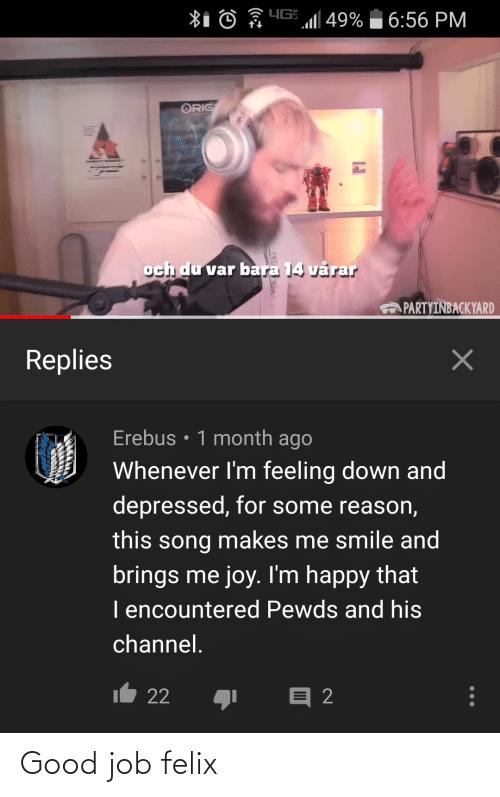 4G 49% 6:56 PM
ORIG
och du var bara 14 vårar
PARTYINBACKYARD
Replies
Erebus • 1 month ago
Whenever I'm feeling down and
depressed, for some reason,
this song makes me smile and
brings me joy. I'm happy that
I encountered Pewds and his
channel.
22 2
Good job felix